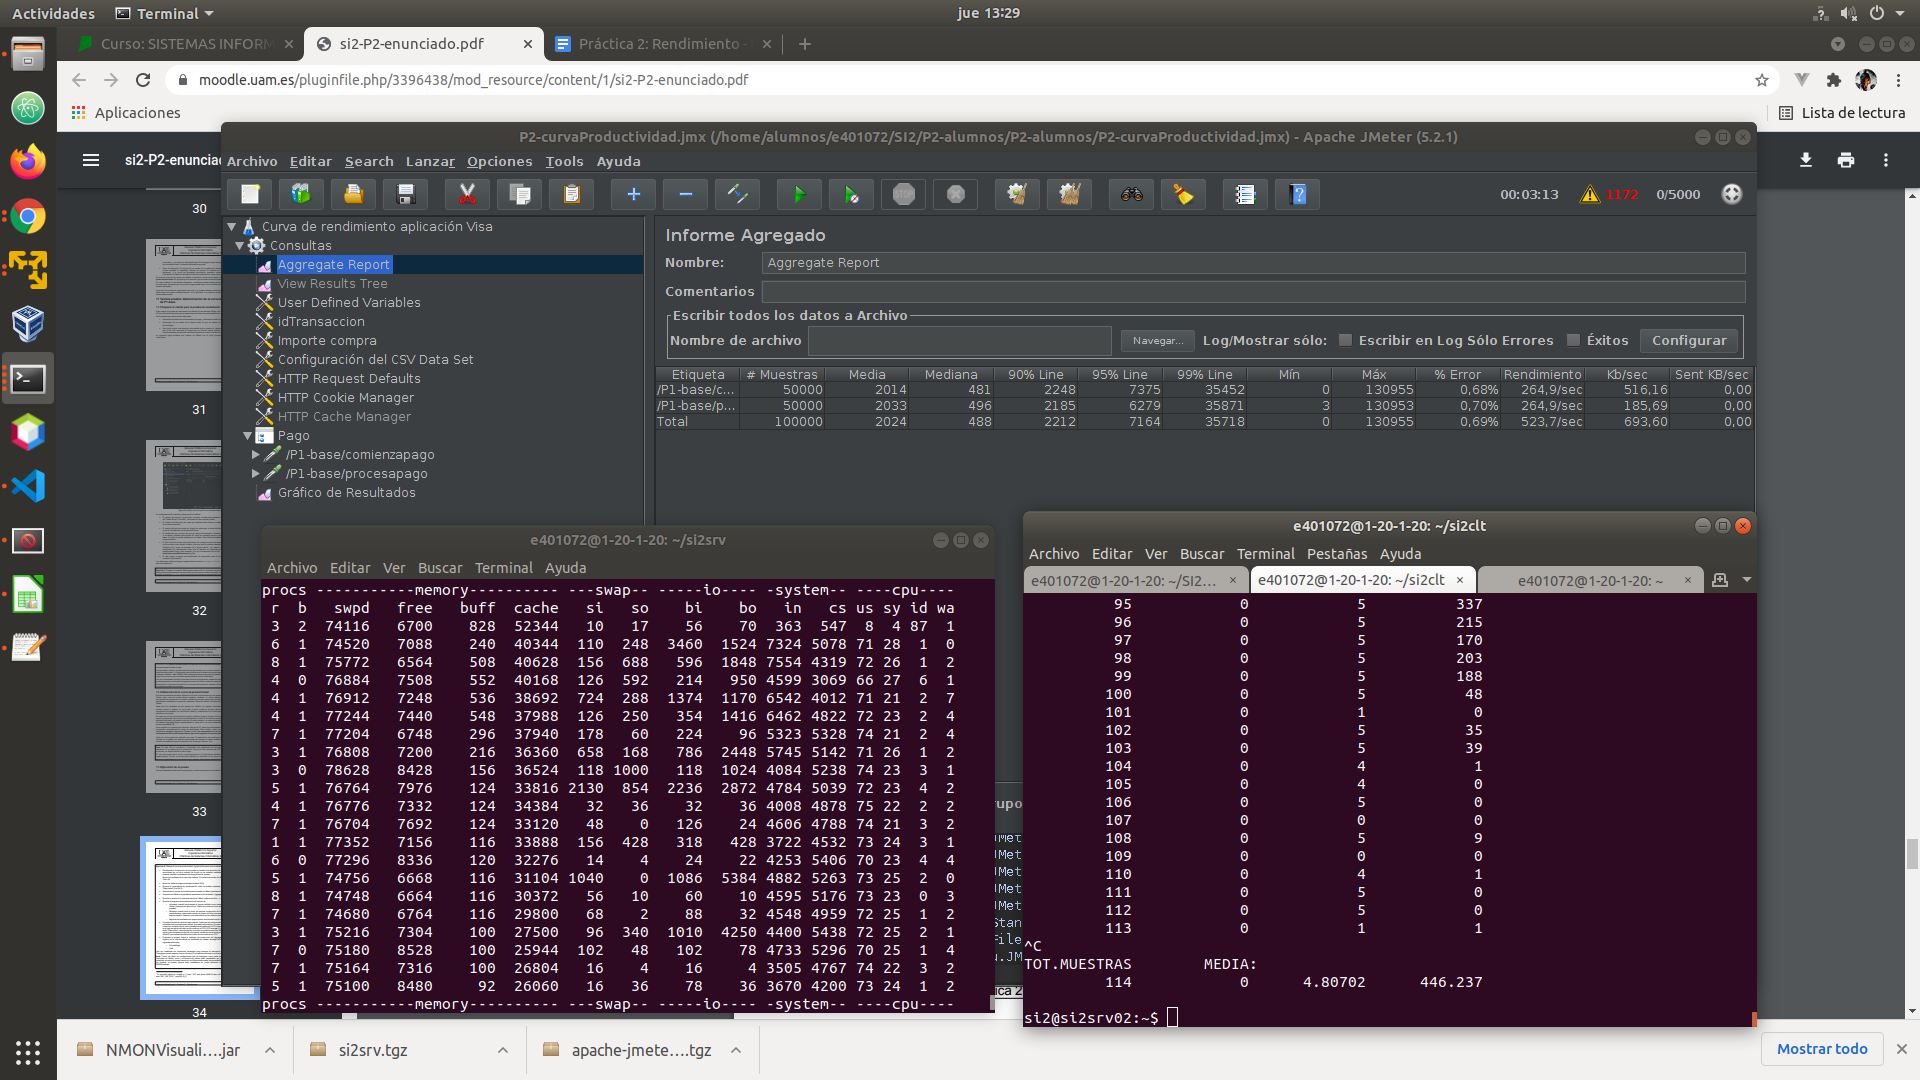 Actividades Terminal jue 13:29
Curso: SISTEMAS INFORM si2-P2-enunciado.pdf Práctica 2: Rendimiento -
moodle.uam.es/pluginfile.php/3396438/mod_resource/content/1/si2-P2-enunciado.pdf
Aplicaciones Lista de lectura
si2-P2-enuncia
30
31
32
33
34
P2-curvaProductividad.jmx (/home/alumnos/e401072/SI2/P2-alumnos/P2-alumnos/P2-curvaProductividad.jmx) - Apache JMeter (5.2.1)
Archivo Editar Search Lanzar Opciones Tools Ayuda
00:03:13 1172 0/5000
Curva de rendimiento aplicación Visa
Consultas
Aggregate Report
View Results Tree
User Defined Variables
idTransaccion
Importe compra
Configuración del CSV Data Set
HTTP Request Defaults
HTTP Cookie Manager
HTTP Cache Manager
Pago
/P1-base/comienzapago
/P1-base/procesapago
Gráfico de Resultados
Informe Agregado
Nombre: Aggregate Report
Comentarios
Escribir todos los datos a Archivo
Nombre de archivo Navegar... Log/Mostrar sólo: Escribir en Log Sólo Errores Éxitos Configurar
Etiqueta # Muestras Media Mediana 90% Line 95% Line 99% Line Mín Máx % Error Rendimiento Kb/sec Sent KB/sec
/P1-base/c... 50000 2014 481 2248 7375 35452 0 130955 0,68% 264,9/sec 516,16 0,00
/P1-base/p... 50000 2033 496 2185 6279 35871 3 130953 0,70% 264,9/sec 185,69 0,00
Total 100000 2024 488 2212 7164 35718 0 130955 0,69% 523,7/sec 693,60 0,00
e401072@1-20-1-20: ~/si2srv
Archivo Editar Ver Buscar Terminal Ayuda
procs -----------memory---------- ---swap-- -----io---- -system-- ----cpu----
r b swpd free buff cache si so bi bo in cs us sy id wa
3 2 74116 6700 828 52344 10 17 56 70 363 547 8 4 87 1
6 1 74520 7088 240 40344 110 248 3460 1524 7324 5078 71 28 1 0
8 1 75772 6564 508 40628 156 688 596 1848 7554 4319 72 26 1 2
4 0 76884 7508 552 40168 126 592 214 950 4599 3069 66 27 6 1
4 1 76912 7248 536 38692 724 288 1374 1170 6542 4012 71 21 2 7
4 1 77244 7440 548 37988 126 250 354 1416 6462 4822 72 23 2 4
7 1 77204 6748 296 37940 178 60 224 96 5323 5328 74 21 2 4
3 1 76808 7200 216 36360 658 168 786 2448 5745 5142 71 26 1 2
3 0 78628 8428 156 36524 118 1000 118 1024 4084 5238 74 23 3 1
5 1 76764 7976 124 33816 2130 854 2236 2872 4784 5039 72 23 4 2
4 1 76776 7332 124 34384 32 36 32 36 4008 4878 75 22 2 2
7 1 76704 7692 124 33120 48 0 126 24 4606 4788 74 21 3 2
1 1 77352 7156 116 33888 156 428 318 428 3722 4532 73 24 3 1
6 0 77296 8336 120 32276 14 4 24 22 4253 5406 70 23 4 4
5 1 74756 6668 116 31104 1040 0 1086 5384 4882 5263 73 25 2 0
8 1 74748 6664 116 30372 56 10 60 10 4595 5176 73 23 0 3
7 1 74680 6764 116 29800 68 2 88 32 4548 4959 72 25 1 2
3 1 75216 7304 100 27500 96 340 1010 4250 4400 5438 72 25 2 1
7 0 75180 8528 100 25944 102 48 102 78 4733 5296 70 25 1 4
7 1 75164 7316 100 26804 16 4 16 4 3505 4767 74 22 3 2
5 1 75100 8480 92 26060 16 36 78 36 3670 4200 73 24 1 2
procs -----------memory---------- ---swap-- -----io---- -system-- ----cpu----
e401072@1-20-1-20: ~/si2clt
Archivo Editar Ver Buscar Terminal Pestañas Ayuda
e401072@1-20-1-20: ~/SI2... e401072@1-20-1-20: ~/si2clt e401072@1-20-1-20: ~
95 0 5 337
96 0 5 215
97 0 5 170
98 0 5 203
99 0 5 188
100 0 5 48
101 0 1 0
102 0 5 35
103 0 5 39
104 0 4 1
105 0 4 0
106 0 5 0
107 0 0 0
108 0 5 9
109 0 0 0
110 0 4 1
111 0 5 0
112 0 5 0
113 0 1 1
^C
TOT.MUESTRAS MEDIA:
114 0 4.80702 446.237
si2@si2srv02:~$
NMONVisuali....jar si2srv.tgz apache-jmete....tgz Mostrar todo